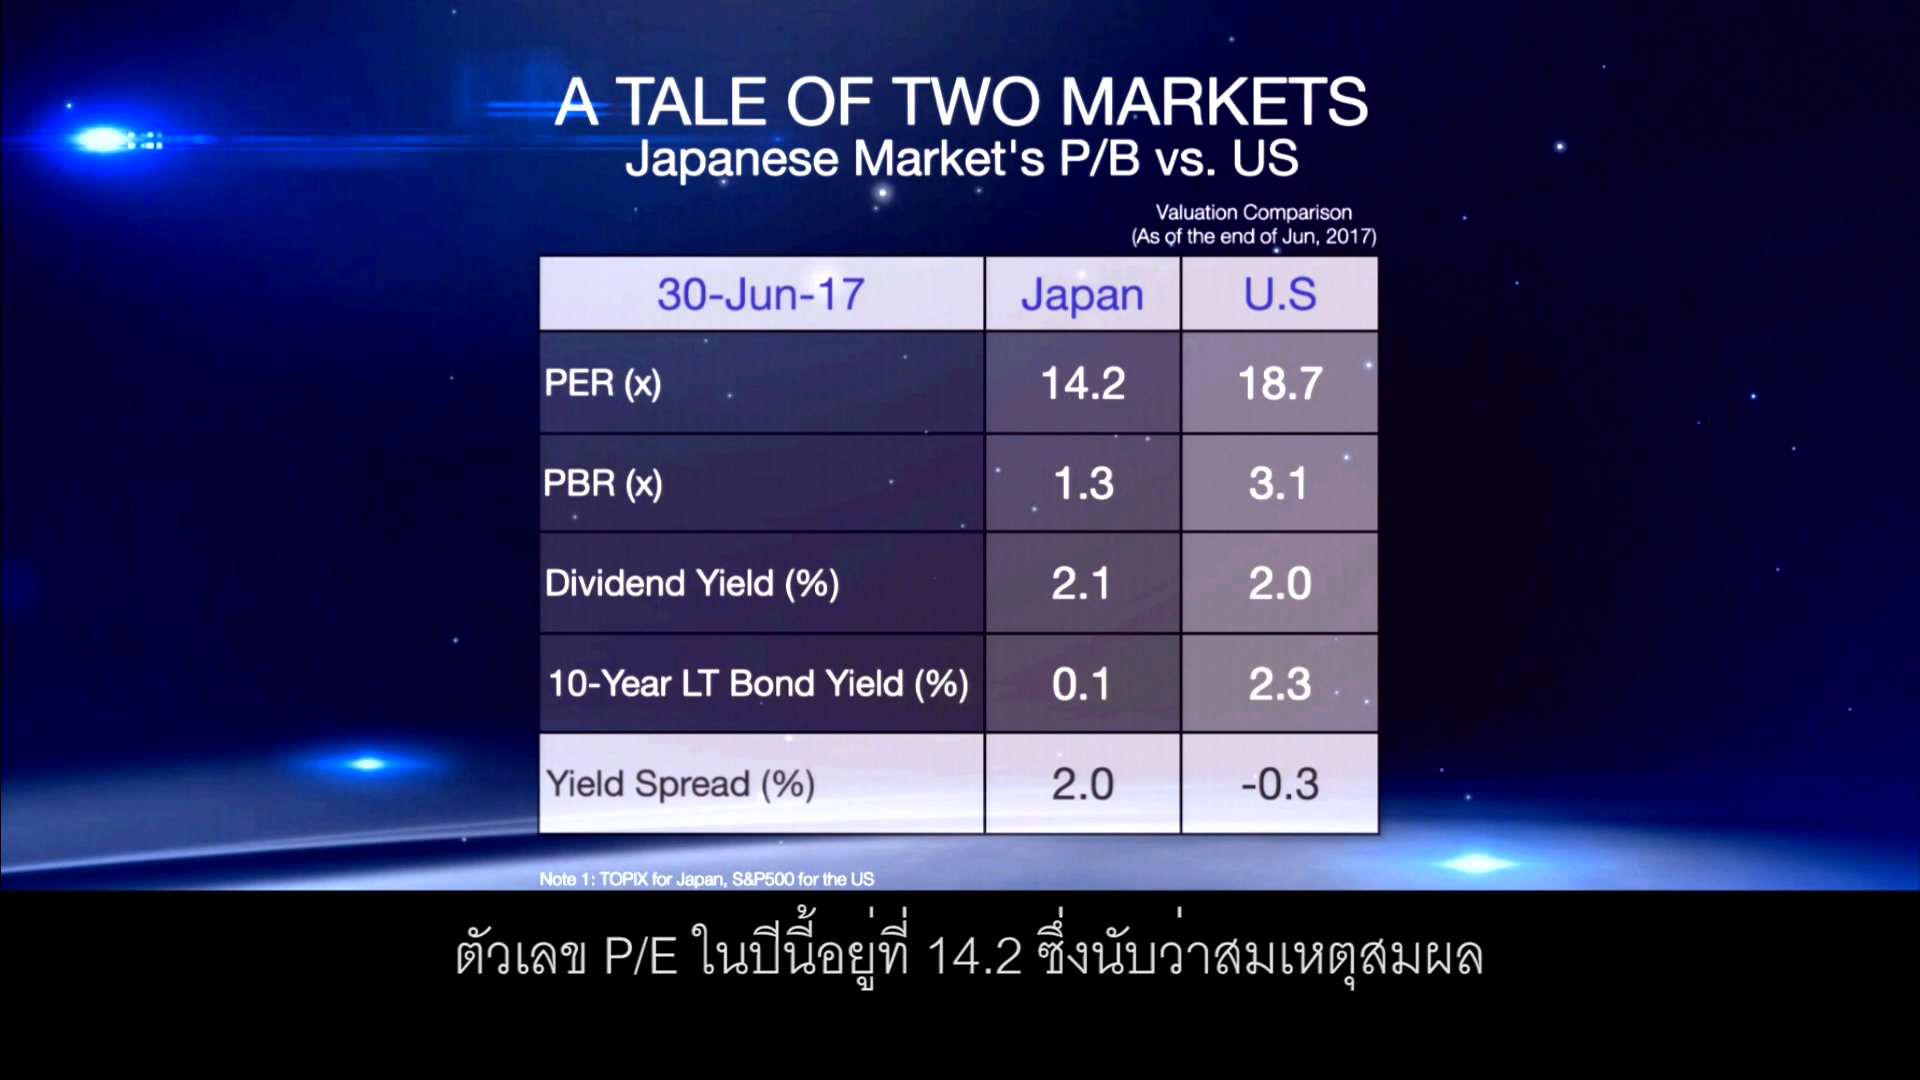 A TALE OF TWO MARKETS
Japanese Market's P/B vs. US
Valuation Comparison
(As of the end of Jun, 2017)
30-Jun-17 Japan U.S
PER (x) 14.2 18.7
PBR (x) 1.3 3.1
Dividend Yield (%) 2.1 2.0
10-Year LT Bond Yield (%) 0.1 2.3
Yield Spread (%) 2.0 -0.3
Note 1: TOPIX for Japan, S&P500 for the US
ตัวเลข P/E ในปีนี้อยู่ที่ 14.2 ซึ่งนับว่าสมเหตุสมผล